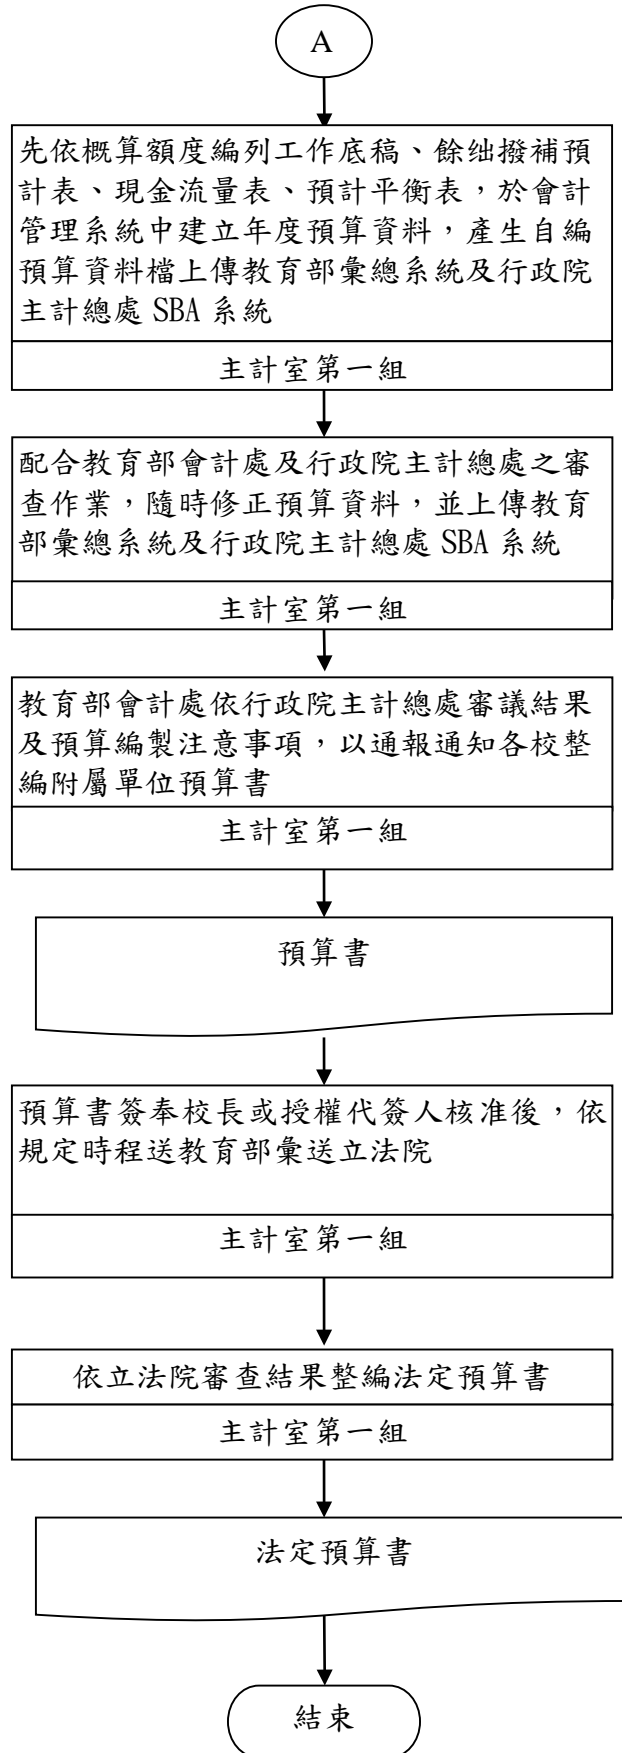 A
先依概算額度編列工作底稿、餘绌撥補預
計表、現金流量表、預計平衡表，於會計
管理系統中建立年度預算資料，產生自編
預算資料檔上傳教育部彙總系統及行政院
主計總處 SBA 系統
主計室第一組
配合教育部會計處及行政院主計總處之審
查作業，隨時修正預算資料，並上傳教育
部彙總系統及行政院主計總處 SBA 系統
主計室第一組
教育部會計處依行政院主計總處審議結果
及預算編製注意事項，以通報通知各校整
編附屬單位預算書
主計室第一組
預算書
預算書簽奉校長或授權代簽人核准後，依
規定時程送教育部彙送立法院
主計室第一組
依立法院審查結果整編法定預算書
主計室第一組
法定預算書
結束